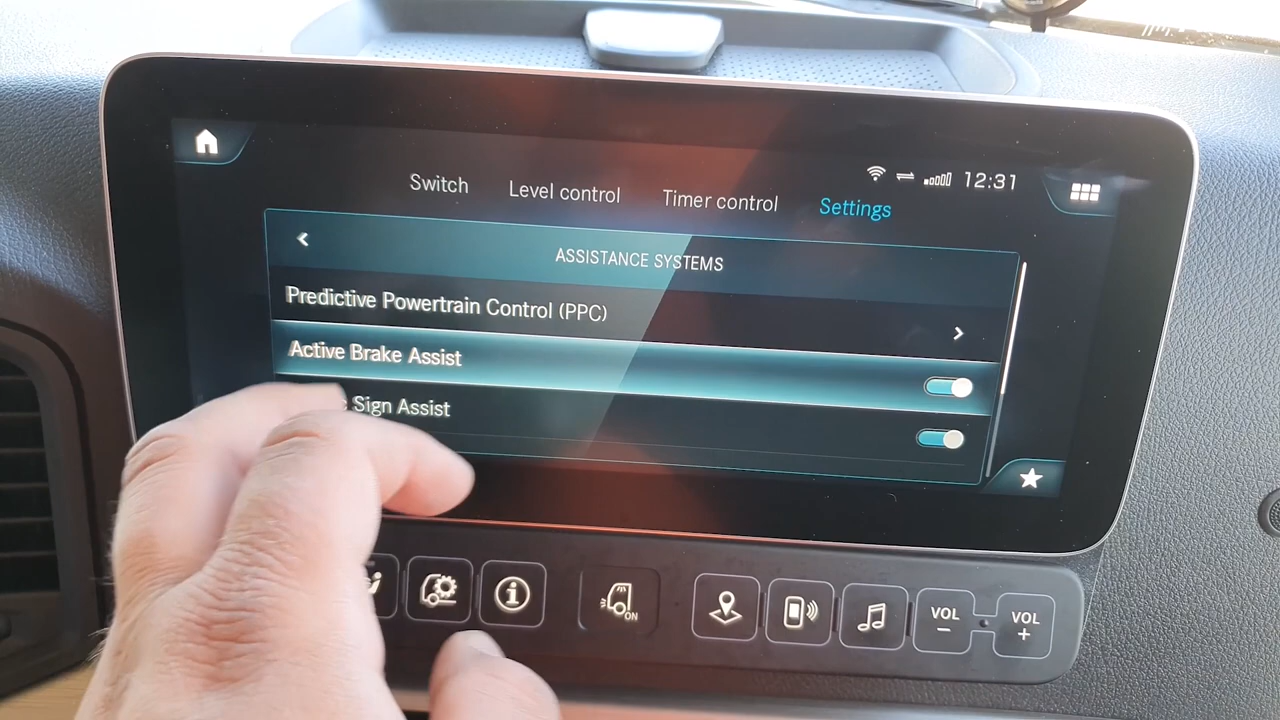 12:31
Switch Level control Timer control Settings
ASSISTANCE SYSTEMS
Predictive Powertrain Control (PPC)
Active Brake Assist
Sign Assist
ON
VOL
−
VOL
+